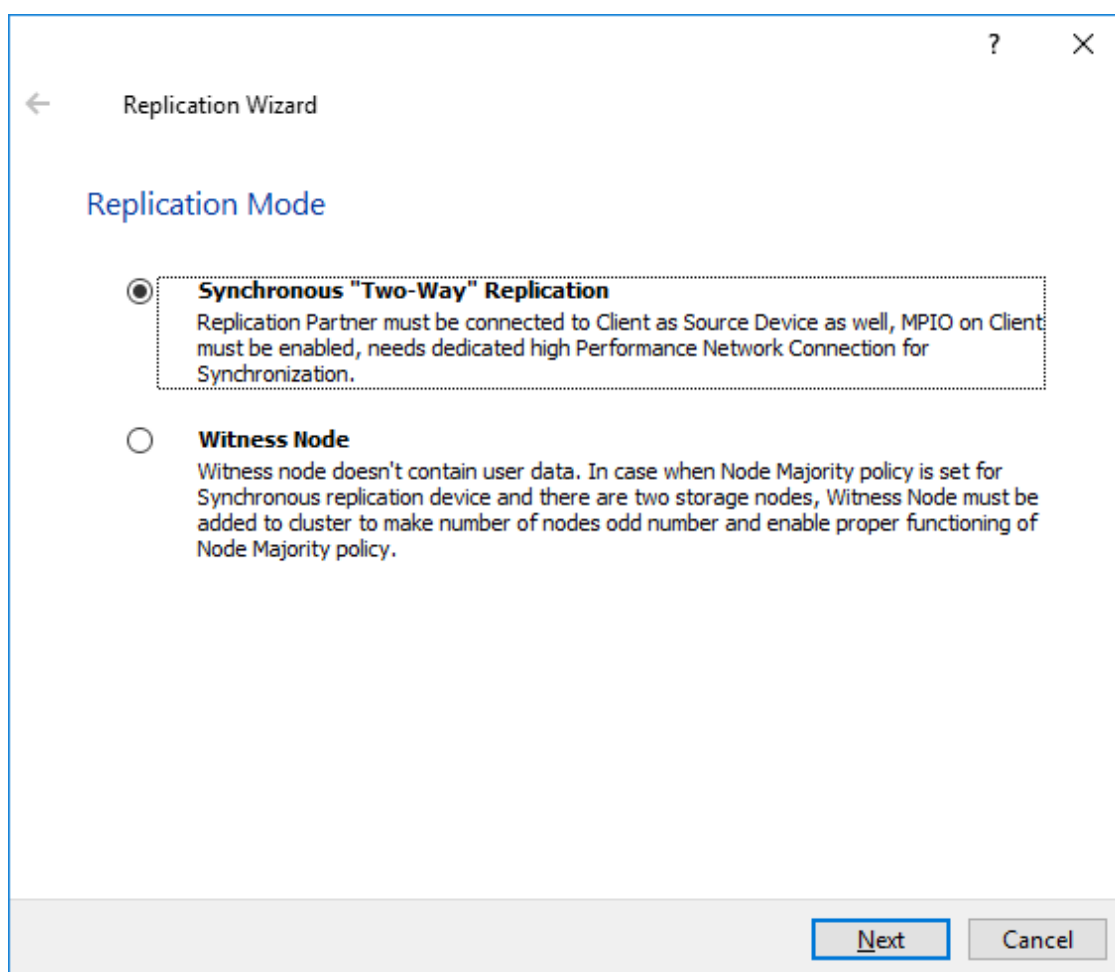 ?
Replication Wizard
Replication Mode
Synchronous "Two-Way" Replication
Replication Partner must be connected to Client as Source Device as well, MPIO on Client
must be enabled, needs dedicated high Performance Network Connection for
Synchronization.
Witness Node
Witness node doesn't contain user data. In case when Node Majority policy is set for
Synchronous replication device and there are two storage nodes, Witness Node must be
added to cluster to make number of nodes odd number and enable proper functioning of
Node Majority policy.
Next
Cancel